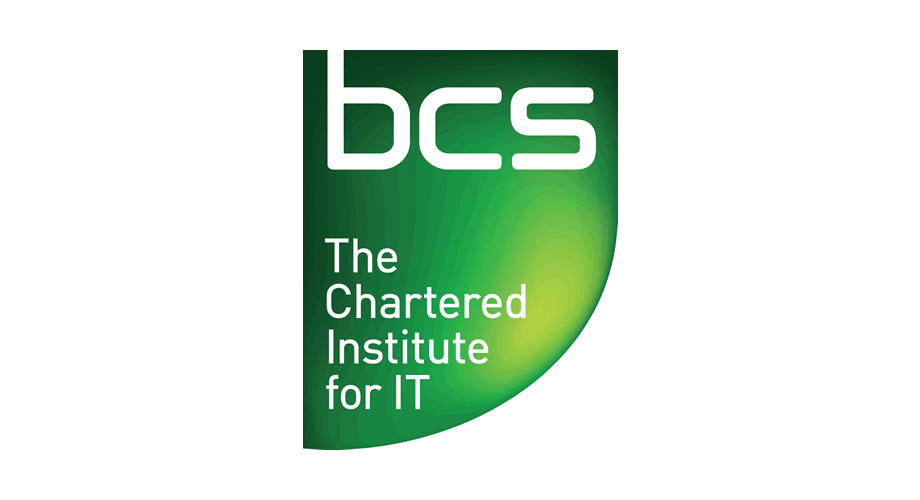 bcs
The
Chartered
Institute
for IT